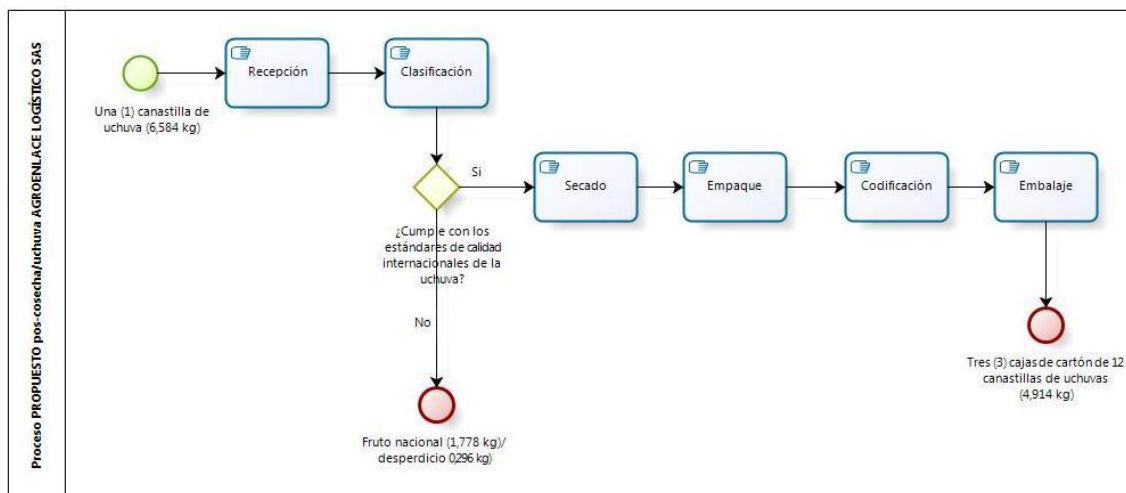 Proceso PROPUESTO pos-cosecha/uchuva AGROENLACE LOGÍSTICO SAS
Una (1) canastilla de
uchuva (6,584 kg)
Recepción
Clasificación
Si
¿Cumple con los
estándares de calidad
internacionales de la
uchuva?
No
Fruto nacional (1,778 kg)/
desperdicio 0,296 kg)
Secado
Empaque
Codificación
Embalaje
Tres (3) cajas de cartón de 12
canastillas de uchuvas
(4,914 kg)